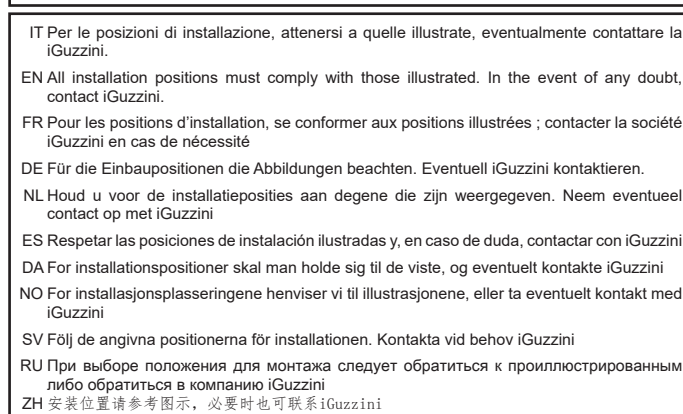 IT Per le posizioni di installazione, attenersi a quelle illustrate, eventualmente contattare la
iGuzzini.
EN All installation positions must comply with those illustrated. In the event of any doubt,
contact iGuzzini.
FR Pour les positions d’installation, se conformer aux positions illustrées ; contacter la société
iGuzzini en cas de nécessité
DE Für die Einbaupositionen die Abbildungen beachten. Eventuell iGuzzini kontaktieren.
NL Houd u voor de installatieposities aan degene die zijn weergegeven. Neem eventueel
contact op met iGuzzini
ES Respetar las posiciones de instalación ilustradas y, en caso de duda, contactar con iGuzzini
DA For installationspositioner skal man holde sig til de viste, og eventuelt kontakte iGuzzini
NO For installasjonsplasseringene henviser vi til illustrasjonene, eller ta eventuelt kontakt med
iGuzzini
SV Följ de angivna positionerna för installationen. Kontakta vid behov iGuzzini
RU При выборе положения для монтажа следует обратиться к проиллюстрированным
либо обратиться в компанию iGuzzini
ZH 安装位置请参考图示，必要时也可联系iGuzzini